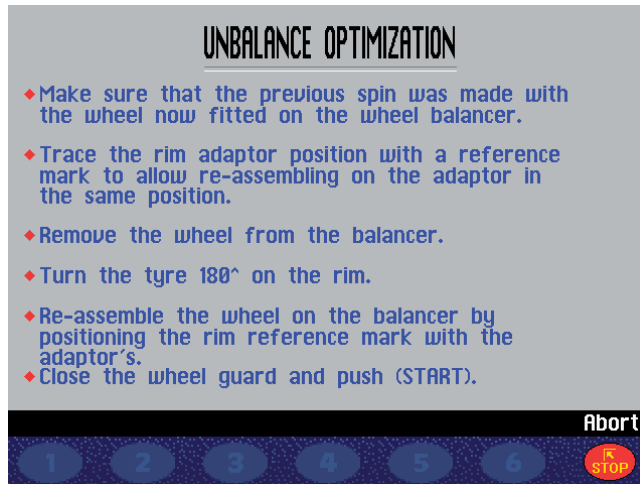 UNBALANCE OPTIMIZATION
Make sure that the previous spin was made with
the wheel now fitted on the wheel balancer.
Trace the rim adaptor position with a reference
mark to allow re-assembling on the adaptor in
the same position.
Remove the wheel from the balancer.
Turn the tyre 180^ on the rim.
Re-assemble the wheel on the balancer by
positioning the rim reference mark with the
adaptor's.
Close the wheel guard and push (START).
Abort
1 2 3 4 5 6 STOP